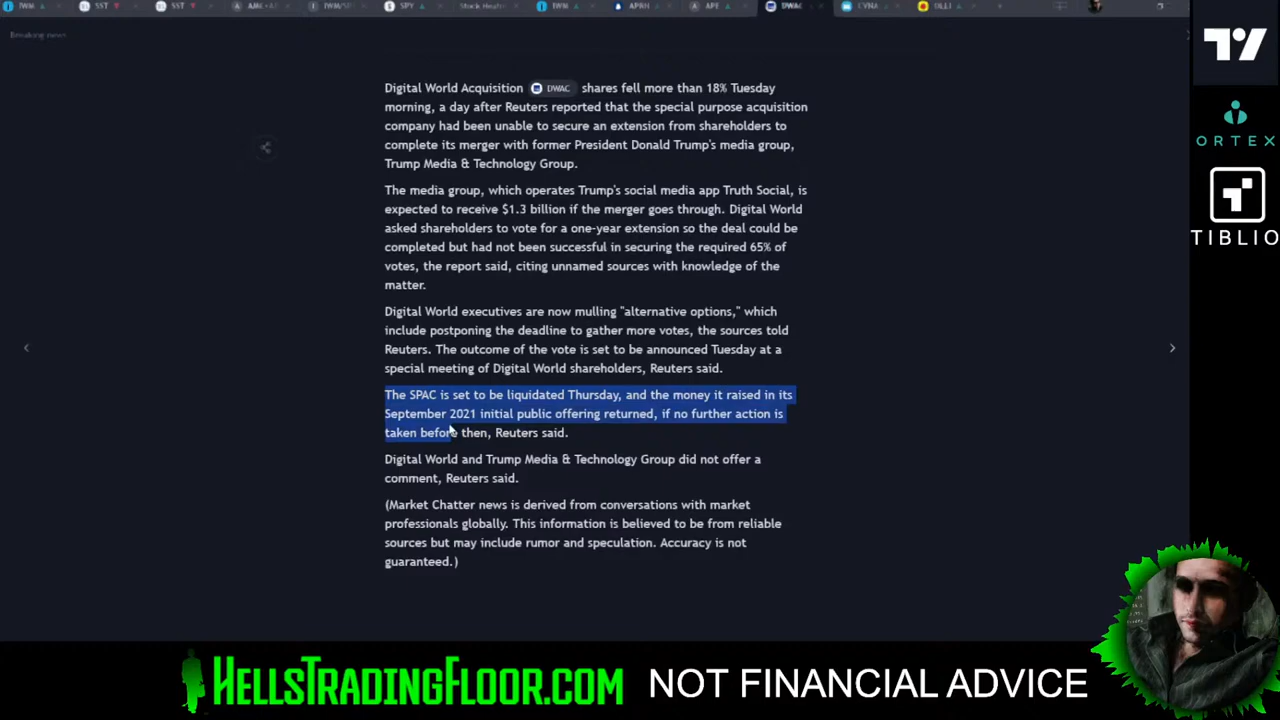 IWM
SST
SST
SPY
IWM
APRN
APE
DWAC
CVNA
OLLI
Breaking news
Digital World Acquisition DWAC shares fell more than 18% Tuesday
morning, a day after Reuters reported that the special purpose acquisition
company had been unable to secure an extension from shareholders to
complete its merger with former President Donald Trump's media group,
Trump Media & Technology Group.
The media group, which operates Trump's social media app Truth Social, is
expected to receive $1.3 billion if the merger goes through. Digital World
asked shareholders to vote for a one-year extension so the deal could be
completed but had not been successful in securing the required 65% of
votes, the report said, citing unnamed sources with knowledge of the
matter.
Digital World executives are now mulling "alternative options," which
include postponing the deadline to gather more votes, the sources told
Reuters. The outcome of the vote is set to be announced Tuesday at a
special meeting of Digital World shareholders, Reuters said.
The SPAC is set to be liquidated Thursday, and the money it raised in its
September 2021 initial public offering returned, if no further action is
taken before then, Reuters said.
Digital World and Trump Media & Technology Group did not offer a
comment, Reuters said.
(Market Chatter news is derived from conversations with market
professionals globally. This information is believed to be from reliable
sources but may include rumor and speculation. Accuracy is not
guaranteed.)
ORTEX
TIBLIO
HELLSTRADINGFLOOR.COM
NOT FINANCIAL ADVICE